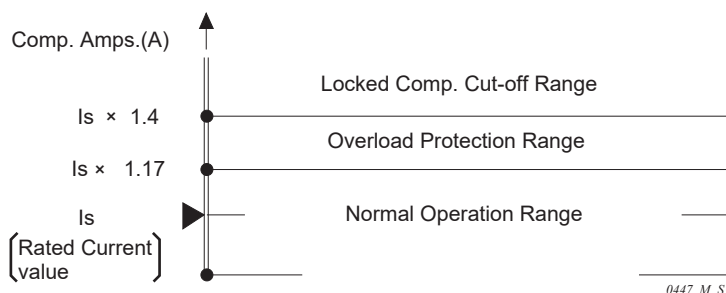 Comp. Amps.(A)
Locked Comp. Cut-off Range
Is × 1.4
Overload Protection Range
Is × 1.17
Is
Normal Operation Range
Rated Current
value
0447_M_S